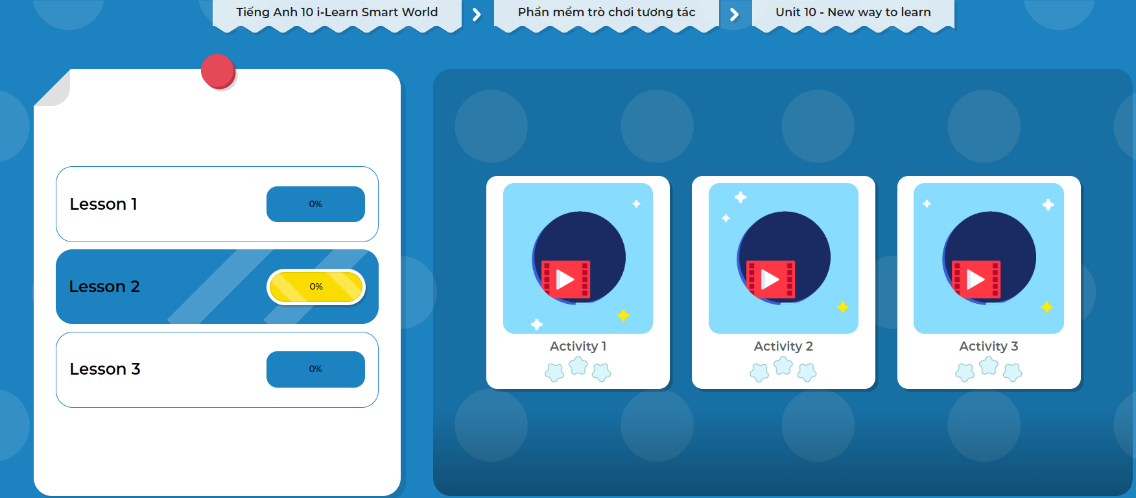 Tiếng Anh 10 i-Learn Smart World
Phần mềm trò chơi tương tác
Unit 10 - New way to learn
Lesson 1
0%
Lesson 2
0%
Lesson 3
0%
Activity 1
Activity 2
Activity 3